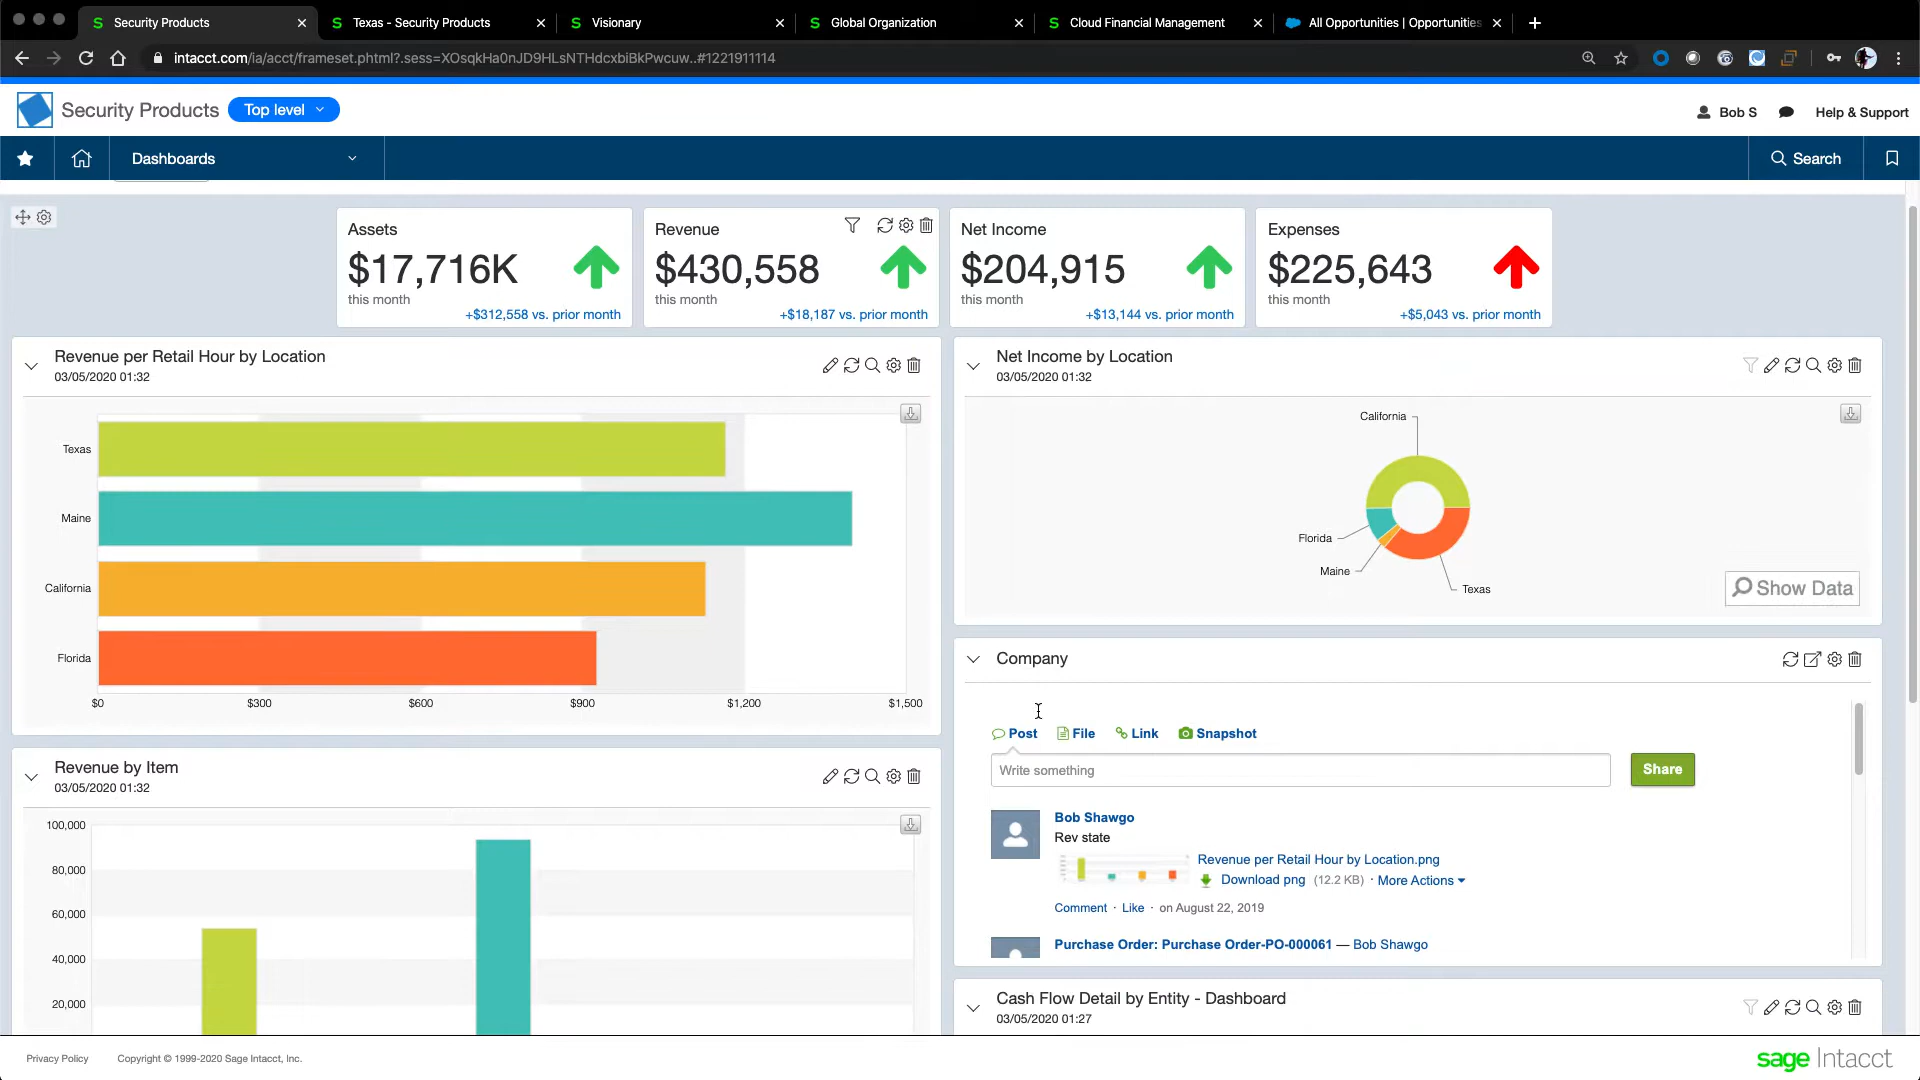 Security Products
Texas - Security Products
Visionary
Global Organization
Cloud Financial Management
All Opportunities | Opportunities
intacct.com/ia/acct/frameset.phtml?.sess=XOsqkHa0nJD9HLsNTHdcxbiBkPwcuw..#1221911114
Security Products
Top level
Bob S
Help & Support
Dashboards
Search
Assets
$17,716K
this month
+$312,558 vs. prior month
Revenue
$430,558
this month
+$18,187 vs. prior month
Net Income
$204,915
this month
+$13,144 vs. prior month
Expenses
$225,643
this month
+$5,043 vs. prior month
Revenue per Retail Hour by Location
03/05/2020 01:32
Texas
Maine
California
Florida
$0
$300
$600
$900
$1,200
$1,500
Net Income by Location
03/05/2020 01:32
California
Florida
Maine
Texas
Show Data
Company
Post
File
Link
Snapshot
Write something
Share
Bob Shawgo
Rev state
Revenue per Retail Hour by Location.png
Download png (12.2 KB) · More Actions
Comment · Like · on August 22, 2019
Purchase Order: Purchase Order-PO-000061 — Bob Shawgo
Revenue by Item
03/05/2020 01:32
100,000
80,000
60,000
40,000
20,000
Cash Flow Detail by Entity - Dashboard
03/05/2020 01:27
Privacy Policy
Copyright © 1999-2020 Sage Intacct, Inc.
sage Intacct